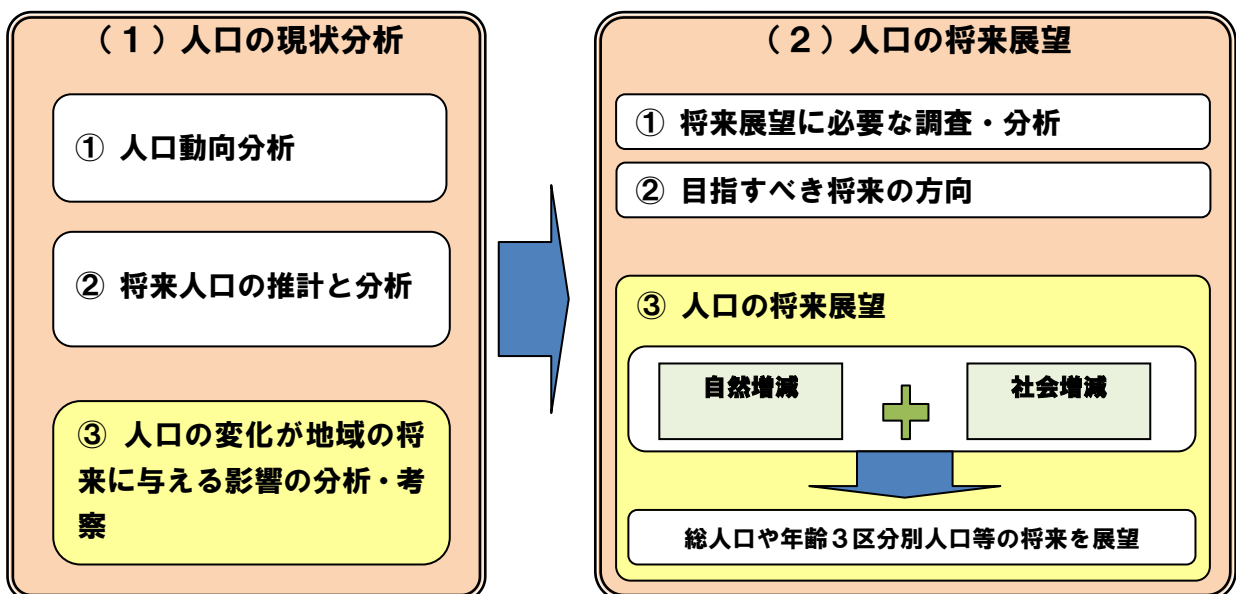 （１）人口の現状分析
① 人口動向分析
② 将来人口の推計と分析
③ 人口の変化が地域の将
来に与える影響の分析・考
察
（２）人口の将来展望
① 将来展望に必要な調査・分析
② 目指すべき将来の方向
③ 人口の将来展望
自然増減
社会増減
総人口や年齢３区分別人口等の将来を展望